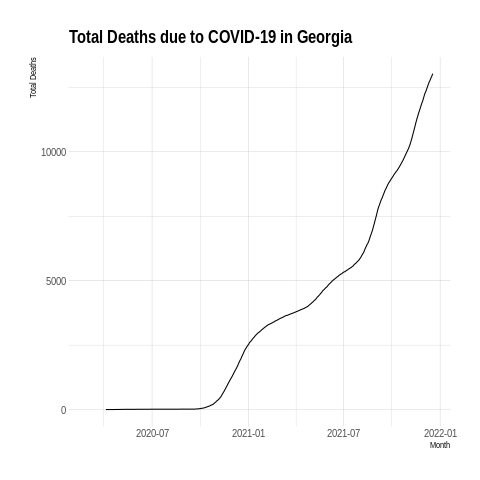 Total Deaths due to COVID-19 in Georgia
Total Deaths
10000
5000
0
2020-07 2021-01 2021-07 2022-01
Month